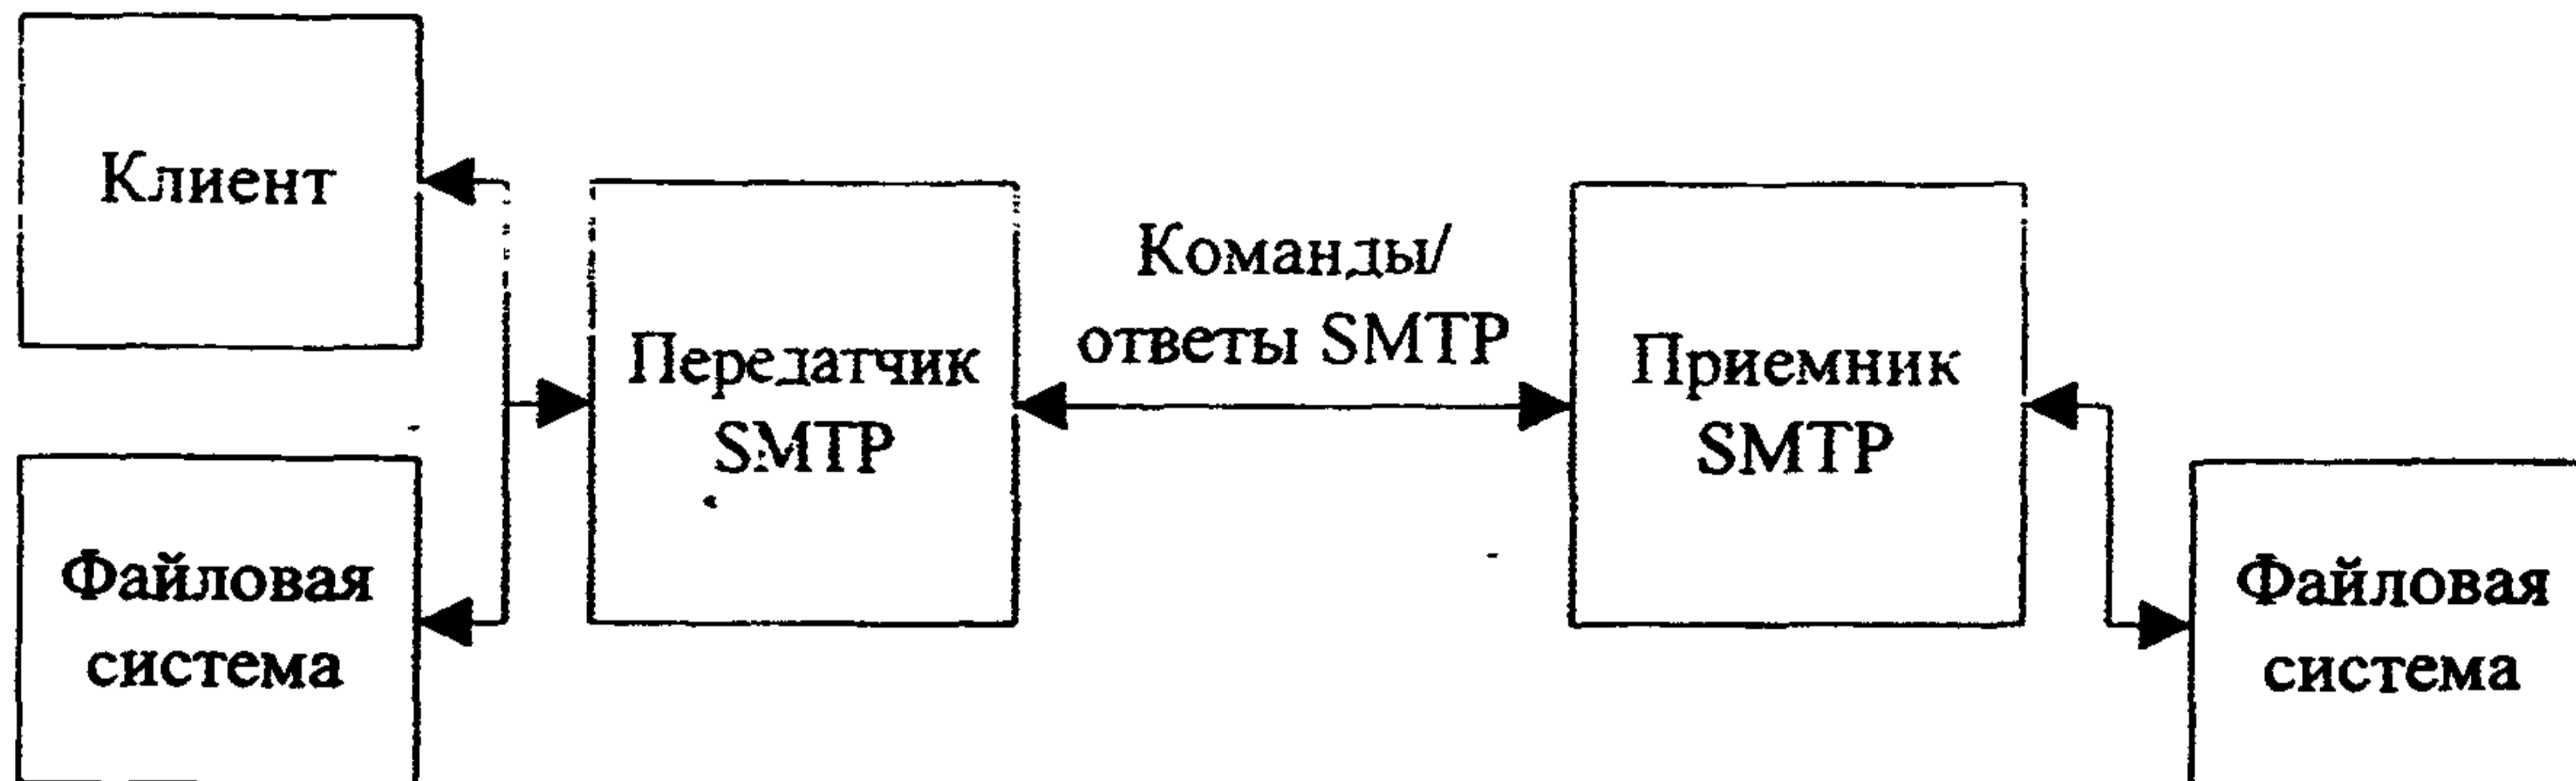 Клиент
Файловая
система
Передатчик
SMTP
Команды/
ответы SMTP
Приемник
SMTP
Файловая
система